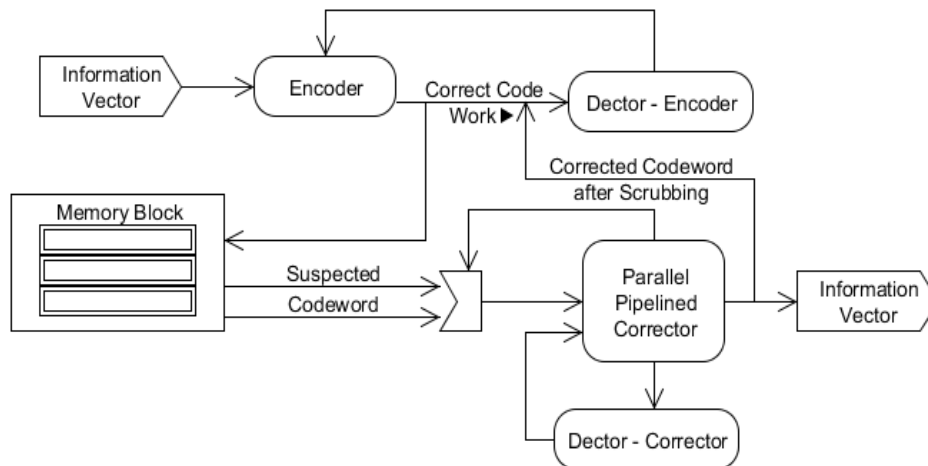 Information
Vector
Encoder
Correct Code
Work ▶
Dector - Encoder
Corrected Codeword
after Scrubbing
Memory Block
Suspected
Codeword
Parallel
Pipelined
Corrector
Information
Vector
Dector - Corrector